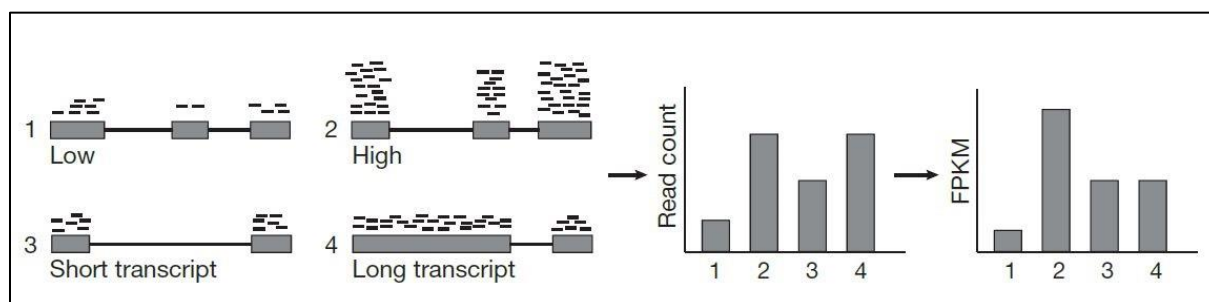 1
Low
2
High
3
Short transcript
4
Long transcript
Read count
1 2 3 4
FPKM
1 2 3 4